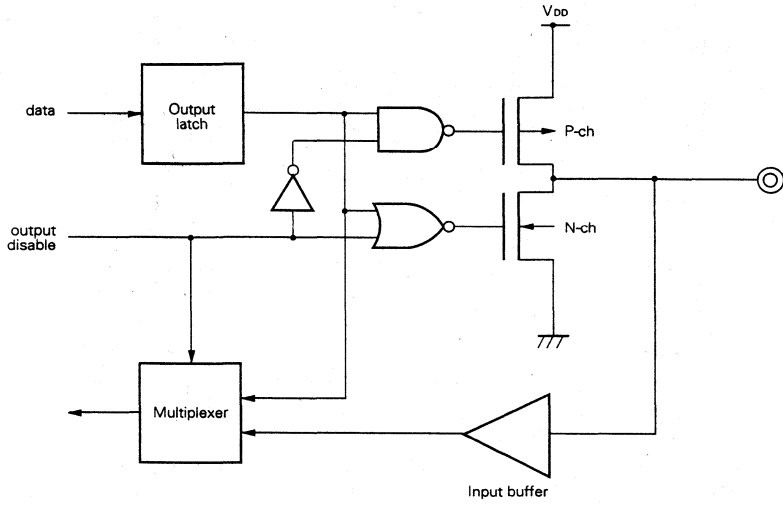 VDD
data
Output
latch
P-ch
output
disable
N-ch
Multiplexer
Input buffer